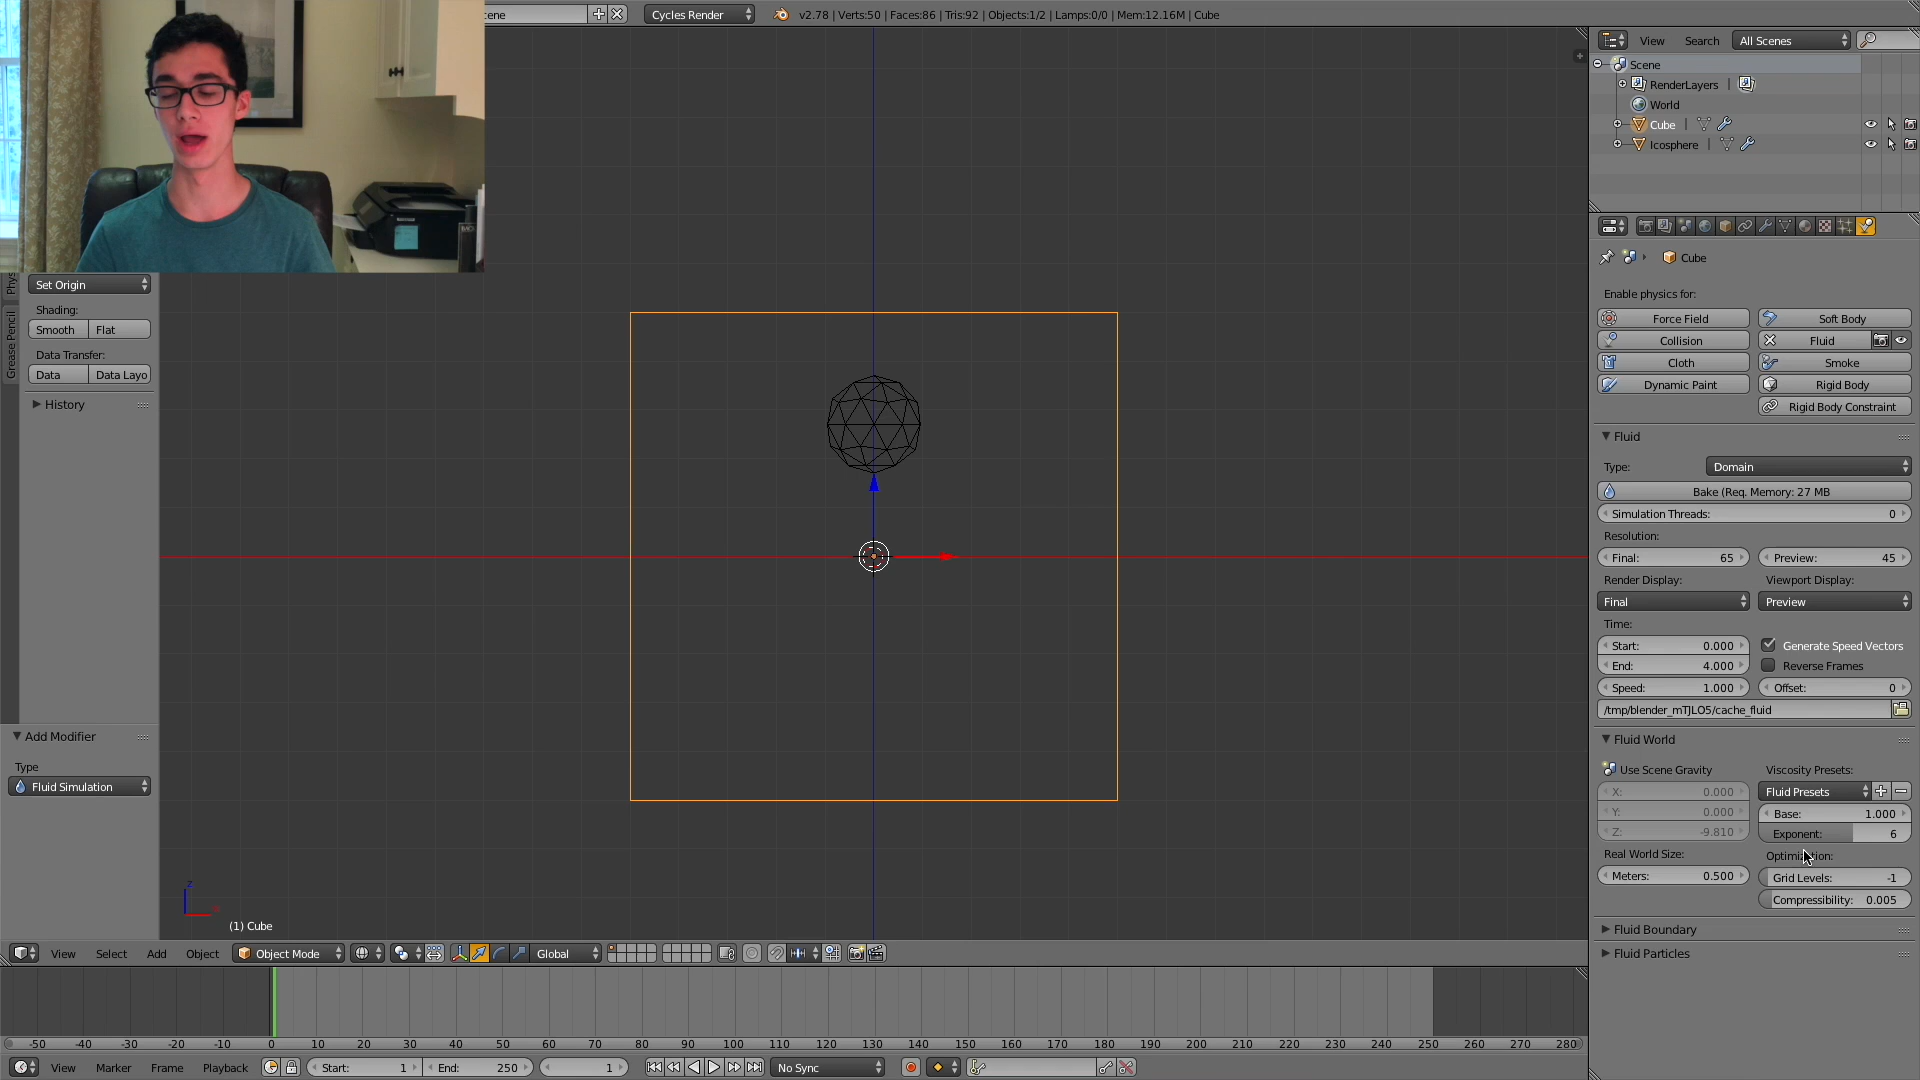 cene
Cycles Render
v2.78 | Verts:50 | Faces:86 | Tris:92 | Objects:1/2 | Lamps:0/0 | Mem:12.16M | Cube
View Search All Scenes
Scene
RenderLayers
World
Cube
Icosphere
Cube
Enable physics for:
Force Field Soft Body
Collision Fluid
Cloth Smoke
Dynamic Paint Rigid Body
Rigid Body Constraint
Fluid
Type: Domain
Bake (Req. Memory: 27 MB
Simulation Threads: 0
Resolution:
Final: 65 Preview: 45
Render Display: Viewport Display:
Final Preview
Time:
Start: 0.000 Generate Speed Vectors
End: 4.000 Reverse Frames
Speed: 1.000 Offset: 0
/tmp/blender_mTJLO5/cache_fluid
Fluid World
Use Scene Gravity Viscosity Presets:
X: 0.000 Fluid Presets
Y: 0.000 Base: 1.000
Z: -9.810 Exponent: 6
Real World Size: Optimization:
Meters: 0.500 Grid Levels: -1
Compressibility: 0.005
Fluid Boundary
Fluid Particles
Phys
Grease Pencil
Set Origin
Shading:
Smooth Flat
Data Transfer:
Data Data Layo
History
Add Modifier
Type
Fluid Simulation
z
(1) Cube
View Select Add Object Object Mode Global
-50 -40 -30 -20 -10 0 10 20 30 40 50 60 70 80 90 100 110 120 130 140 150 160 170 180 190 200 210 220 230 240 250 260 270 280
View Marker Frame Playback Start: 1 End: 250 1 No Sync